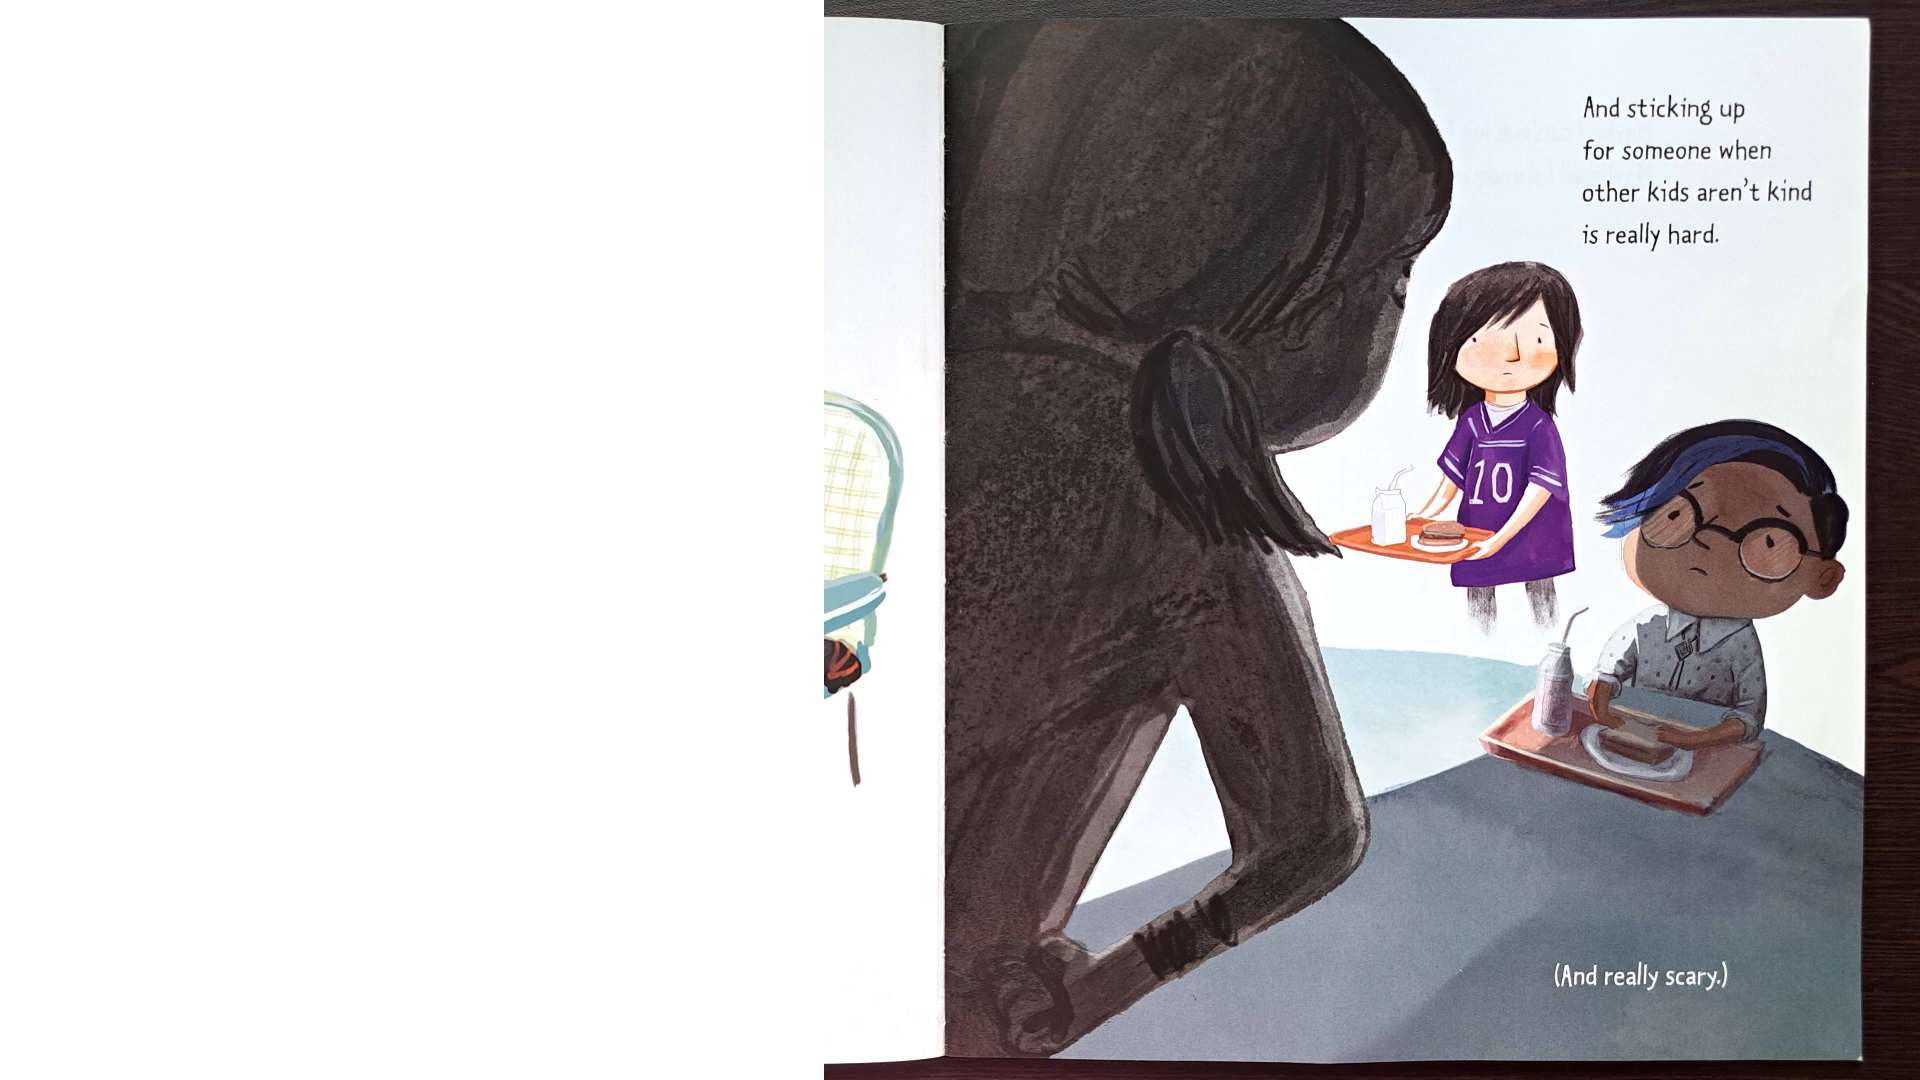 And sticking up
for someone when
other kids aren't kind
is really hard.
10
(And really scary.)